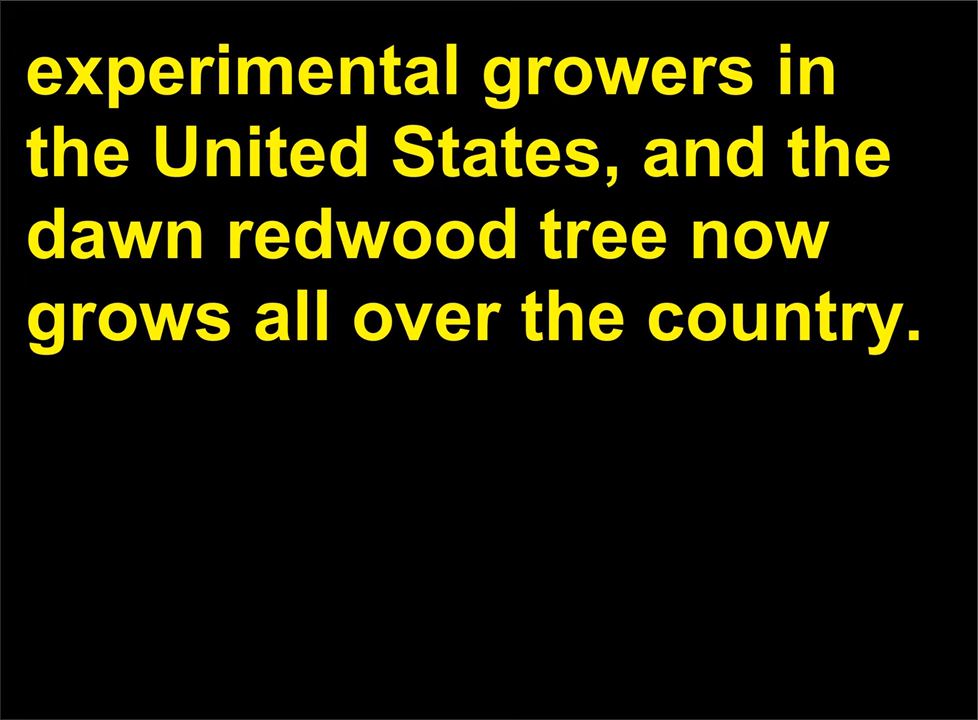 experimental growers in
the United States, and the
dawn redwood tree now
grows all over the country.